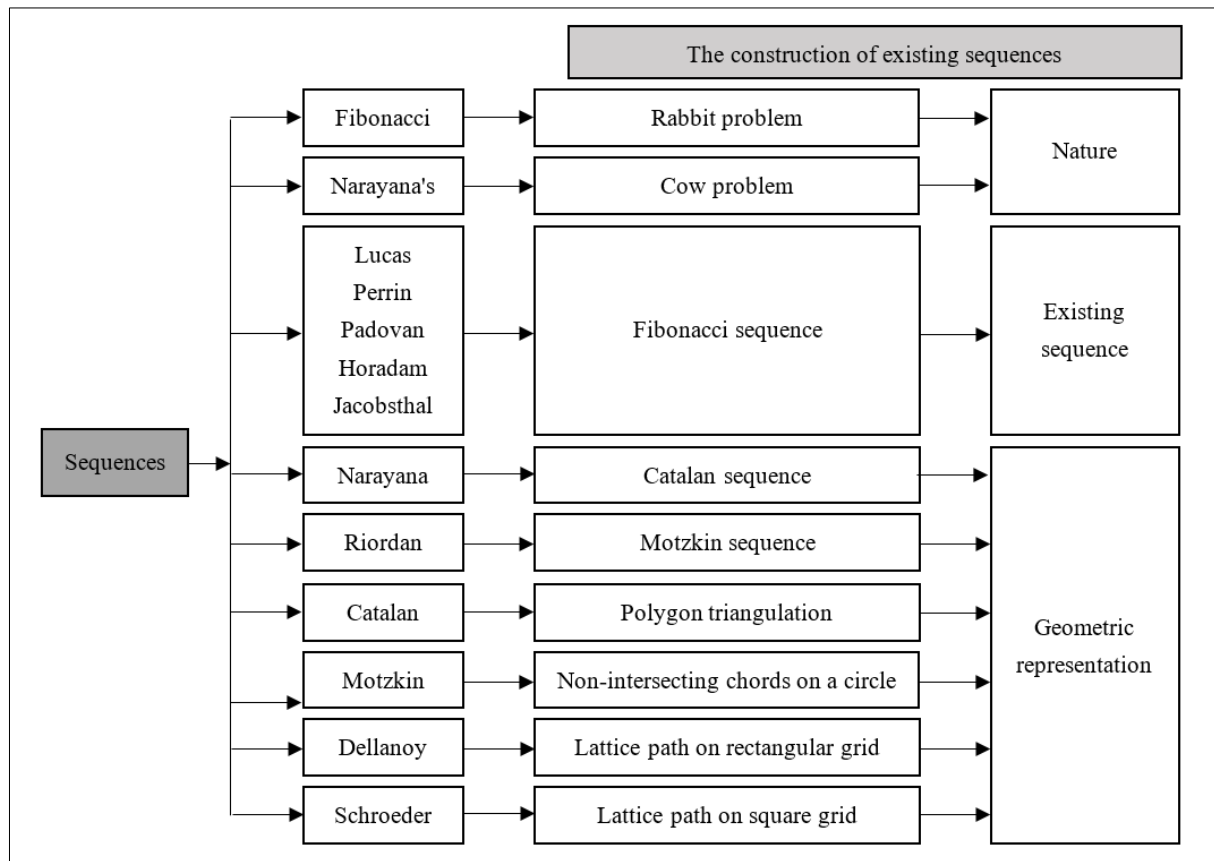 The construction of existing sequences
Fibonacci
Rabbit problem
Nature
Narayana's
Cow problem
Lucas
Perrin
Padovan
Horadam
Jacobsthal
Fibonacci sequence
Existing
sequence
Sequences
Narayana
Catalan sequence
Riordan
Motzkin sequence
Catalan
Polygon triangulation
Geometric
representation
Motzkin
Non-intersecting chords on a circle
Dellanoy
Lattice path on rectangular grid
Schroeder
Lattice path on square grid